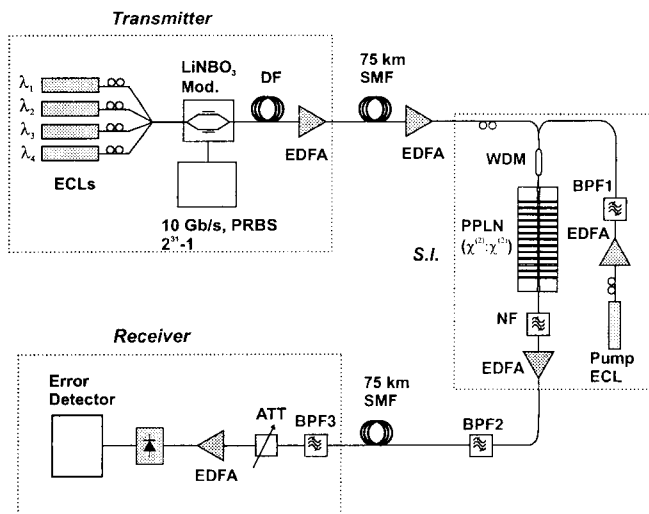 Transmitter
λ1
λ2
λ3
λ4
ECLs
LiNBO3
Mod.
10 Gb/s, PRBS
2^31-1
DF
EDFA
75 km
SMF
EDFA
WDM
PPLN
(χ(2):χ(2))
S.I.
BPF1
EDFA
NF
EDFA
Pump
ECL
Receiver
Error
Detector
EDFA
ATT
BPF3
75 km
SMF
BPF2